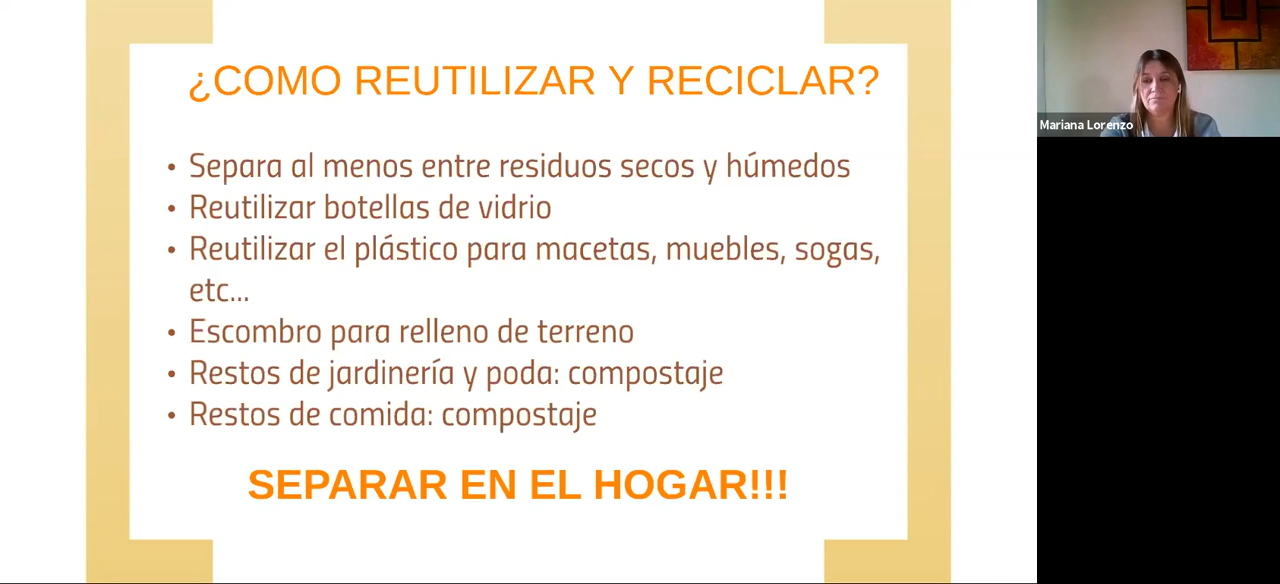 ¿COMO REUTILIZAR Y RECICLAR?
• Separa al menos entre residuos secos y húmedos
• Reutilizar botellas de vidrio
• Reutilizar el plástico para macetas, muebles, sogas,
etc...
• Escombro para relleno de terreno
• Restos de jardinería y poda: compostaje
• Restos de comida: compostaje
SEPARAR EN EL HOGAR!!!
Mariana Lorenzo